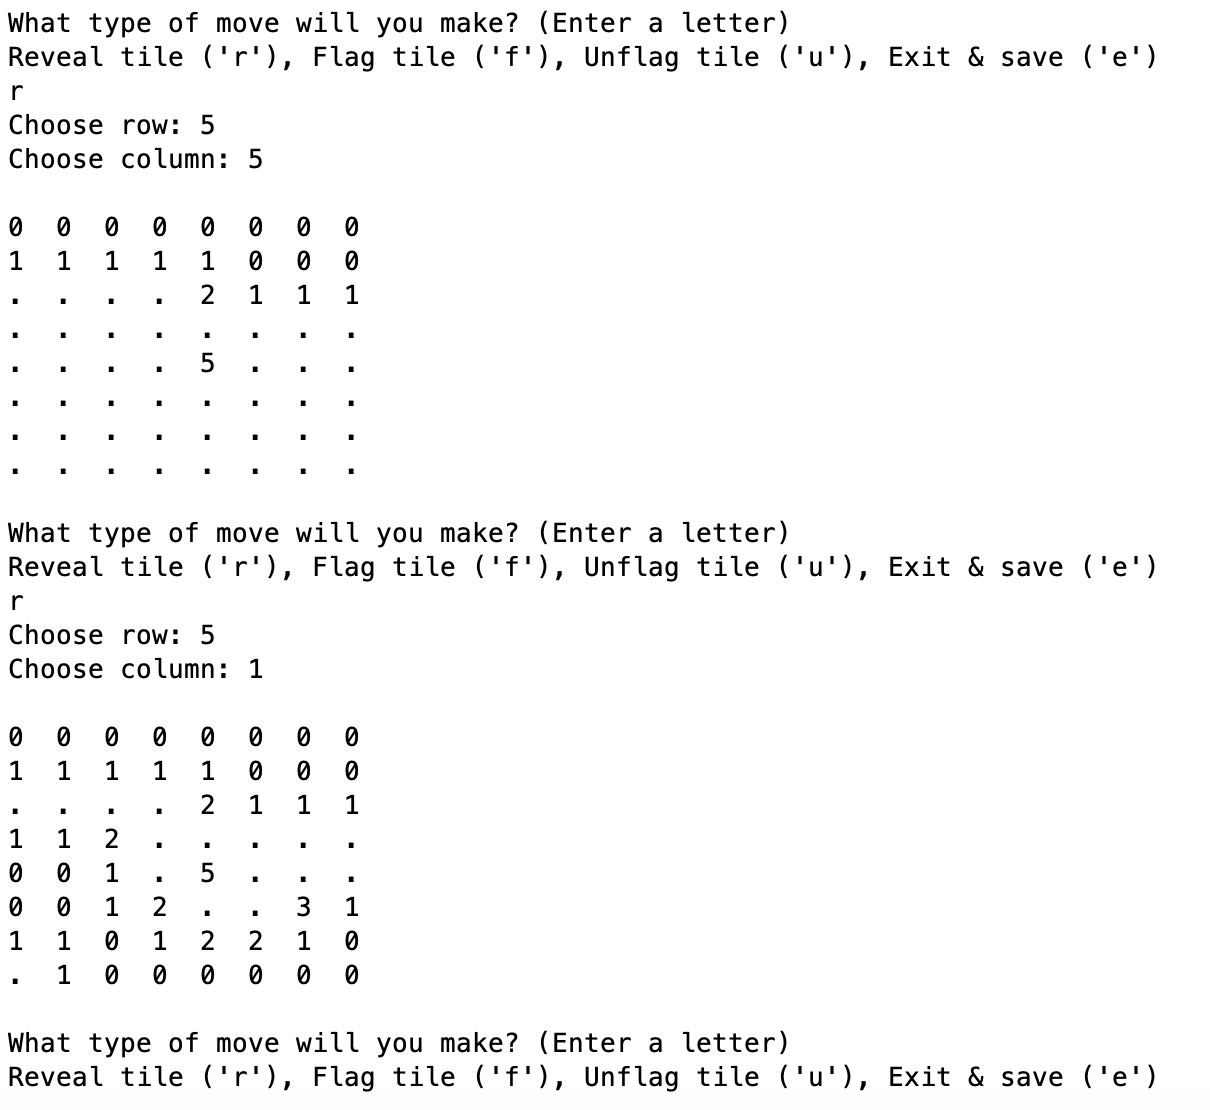 What type of move will you make? (Enter a letter)
Reveal tile ('r'), Flag tile ('f'), Unflag tile ('u'), Exit & save ('e')
r
Choose row: 5
Choose column: 5
0 0 0 0 0 0 0 0
1 1 1 1 1 0 0 0
. . . . 2 1 1 1
. . . . . . . .
. . . . 5 . . .
. . . . . . . .
. . . . . . . .
. . . . . . . .
What type of move will you make? (Enter a letter)
Reveal tile ('r'), Flag tile ('f'), Unflag tile ('u'), Exit & save ('e')
r
Choose row: 5
Choose column: 1
0 0 0 0 0 0 0 0
1 1 1 1 1 0 0 0
. . . . 2 1 1 1
1 1 2 . . . . .
0 0 1 . 5 . . .
0 0 1 2 . . 3 1
1 1 0 1 2 2 1 0
. 1 0 0 0 0 0 0
What type of move will you make? (Enter a letter)
Reveal tile ('r'), Flag tile ('f'), Unflag tile ('u'), Exit & save ('e')